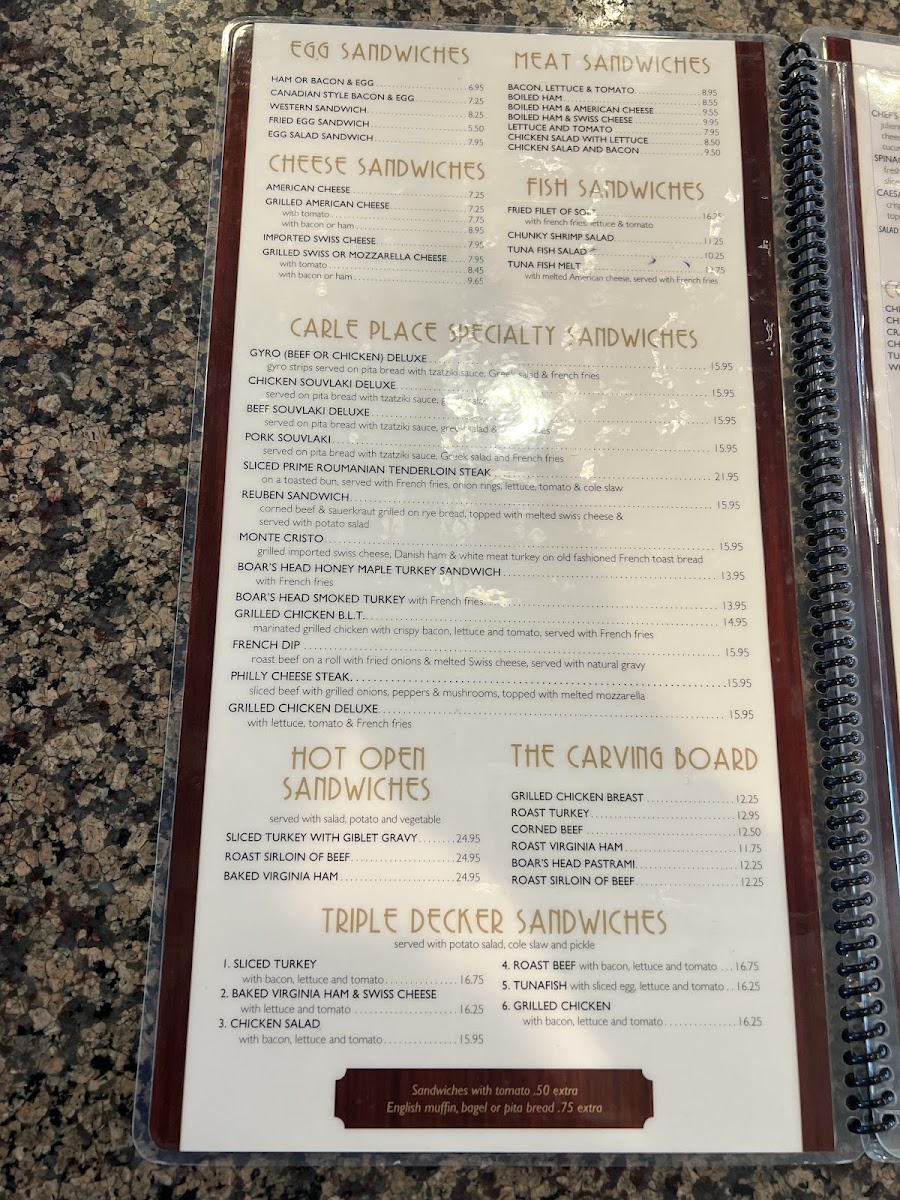 EGG SANDWICHES
HAM OR BACON & EGG 6.95
CANADIAN STYLE BACON & EGG 7.25
WESTERN SANDWICH 8.25
FRIED EGG SANDWICH 5.50
EGG SALAD SANDWICH 7.95
CHEESE SANDWICHES
AMERICAN CHEESE 7.25
GRILLED AMERICAN CHEESE 7.25
with tomato 7.75
with bacon or ham 8.95
IMPORTED SWISS CHEESE 7.95
GRILLED SWISS OR MOZZARELLA CHEESE 7.95
with tomato 8.45
with bacon or ham 9.65
MEAT SANDWICHES
BACON, LETTUCE & TOMATO 8.95
BOILED HAM 8.55
BOILED HAM & AMERICAN CHEESE 9.55
BOILED HAM & SWISS CHEESE 9.95
LETTUCE AND TOMATO 7.95
CHICKEN SALAD WITH LETTUCE 8.50
CHICKEN SALAD AND BACON 9.50
FISH SANDWICHES
FRIED FILET OF SOLE 16.25
with french fries, lettuce & tomato
CHUNKY SHRIMP SALAD 11.25
TUNA FISH SALAD 10.25
TUNA FISH MELT
with melted American cheese, served with French fries
CARLE PLACE SPECIALTY SANDWICHES
GYRO (BEEF OR CHICKEN) DELUXE 15.95
gyro strips served on pita bread with tzatziki sauce, Greek salad & french fries
CHICKEN SOUVLAKI DELUXE 15.95
served on pita bread with tzatziki sauce,
BEEF SOUVLAKI DELUXE 15.95
served on pita bread with tzatziki sauce, greek salad &
PORK SOUVLAKI 15.95
served on pita bread with tzatziki sauce, Greek salad and French fries
SLICED PRIME ROUMANIAN TENDERLOIN STEAK 21.95
on a toasted bun, served with French fries, onion rings, lettuce, tomato & cole slaw
REUBEN SANDWICH 15.95
corned beef & sauerkraut grilled on rye bread, topped with melted swiss cheese &
served with potato salad
MONTE CRISTO 15.95
grilled imported swiss cheese, Danish ham & white meat turkey on old fashioned French toast bread
BOAR'S HEAD HONEY MAPLE TURKEY SANDWICH 13.95
with French fries
BOAR'S HEAD SMOKED TURKEY with French fries 13.95
GRILLED CHICKEN B.L.T. 14.95
marinated grilled chicken with crispy bacon, lettuce and tomato, served with French fries
FRENCH DIP 15.95
roast beef on a roll with fried onions & melted Swiss cheese, served with natural gravy
PHILLY CHEESE STEAK 15.95
sliced beef with grilled onions, peppers & mushrooms, topped with melted mozzarella
GRILLED CHICKEN DELUXE 15.95
with lettuce, tomato & French fries
HOT OPEN
SANDWICHES
served with salad, potato and vegetable
SLICED TURKEY WITH GIBLET GRAVY 24.95
ROAST SIRLOIN OF BEEF 24.95
BAKED VIRGINIA HAM 24.95
THE CARVING BOARD
GRILLED CHICKEN BREAST 12.25
ROAST TURKEY 12.95
CORNED BEEF 12.50
ROAST VIRGINIA HAM 11.75
BOAR'S HEAD PASTRAMI 12.25
ROAST SIRLOIN OF BEEF 12.25
TRIPLE DECKER SANDWICHES
served with potato salad, cole slaw and pickle
1. SLICED TURKEY
with bacon, lettuce and tomato 16.75
2. BAKED VIRGINIA HAM & SWISS CHEESE
with lettuce and tomato 16.25
3. CHICKEN SALAD
with bacon, lettuce and tomato 15.95
4. ROAST BEEF with bacon, lettuce and tomato 16.75
5. TUNAFISH with sliced egg, lettuce and tomato 16.25
6. GRILLED CHICKEN
with bacon, lettuce and tomato 16.25
Sandwiches with tomato .50 extra
English muffin, bagel or pita bread .75 extra
CHEF'S
SALAD